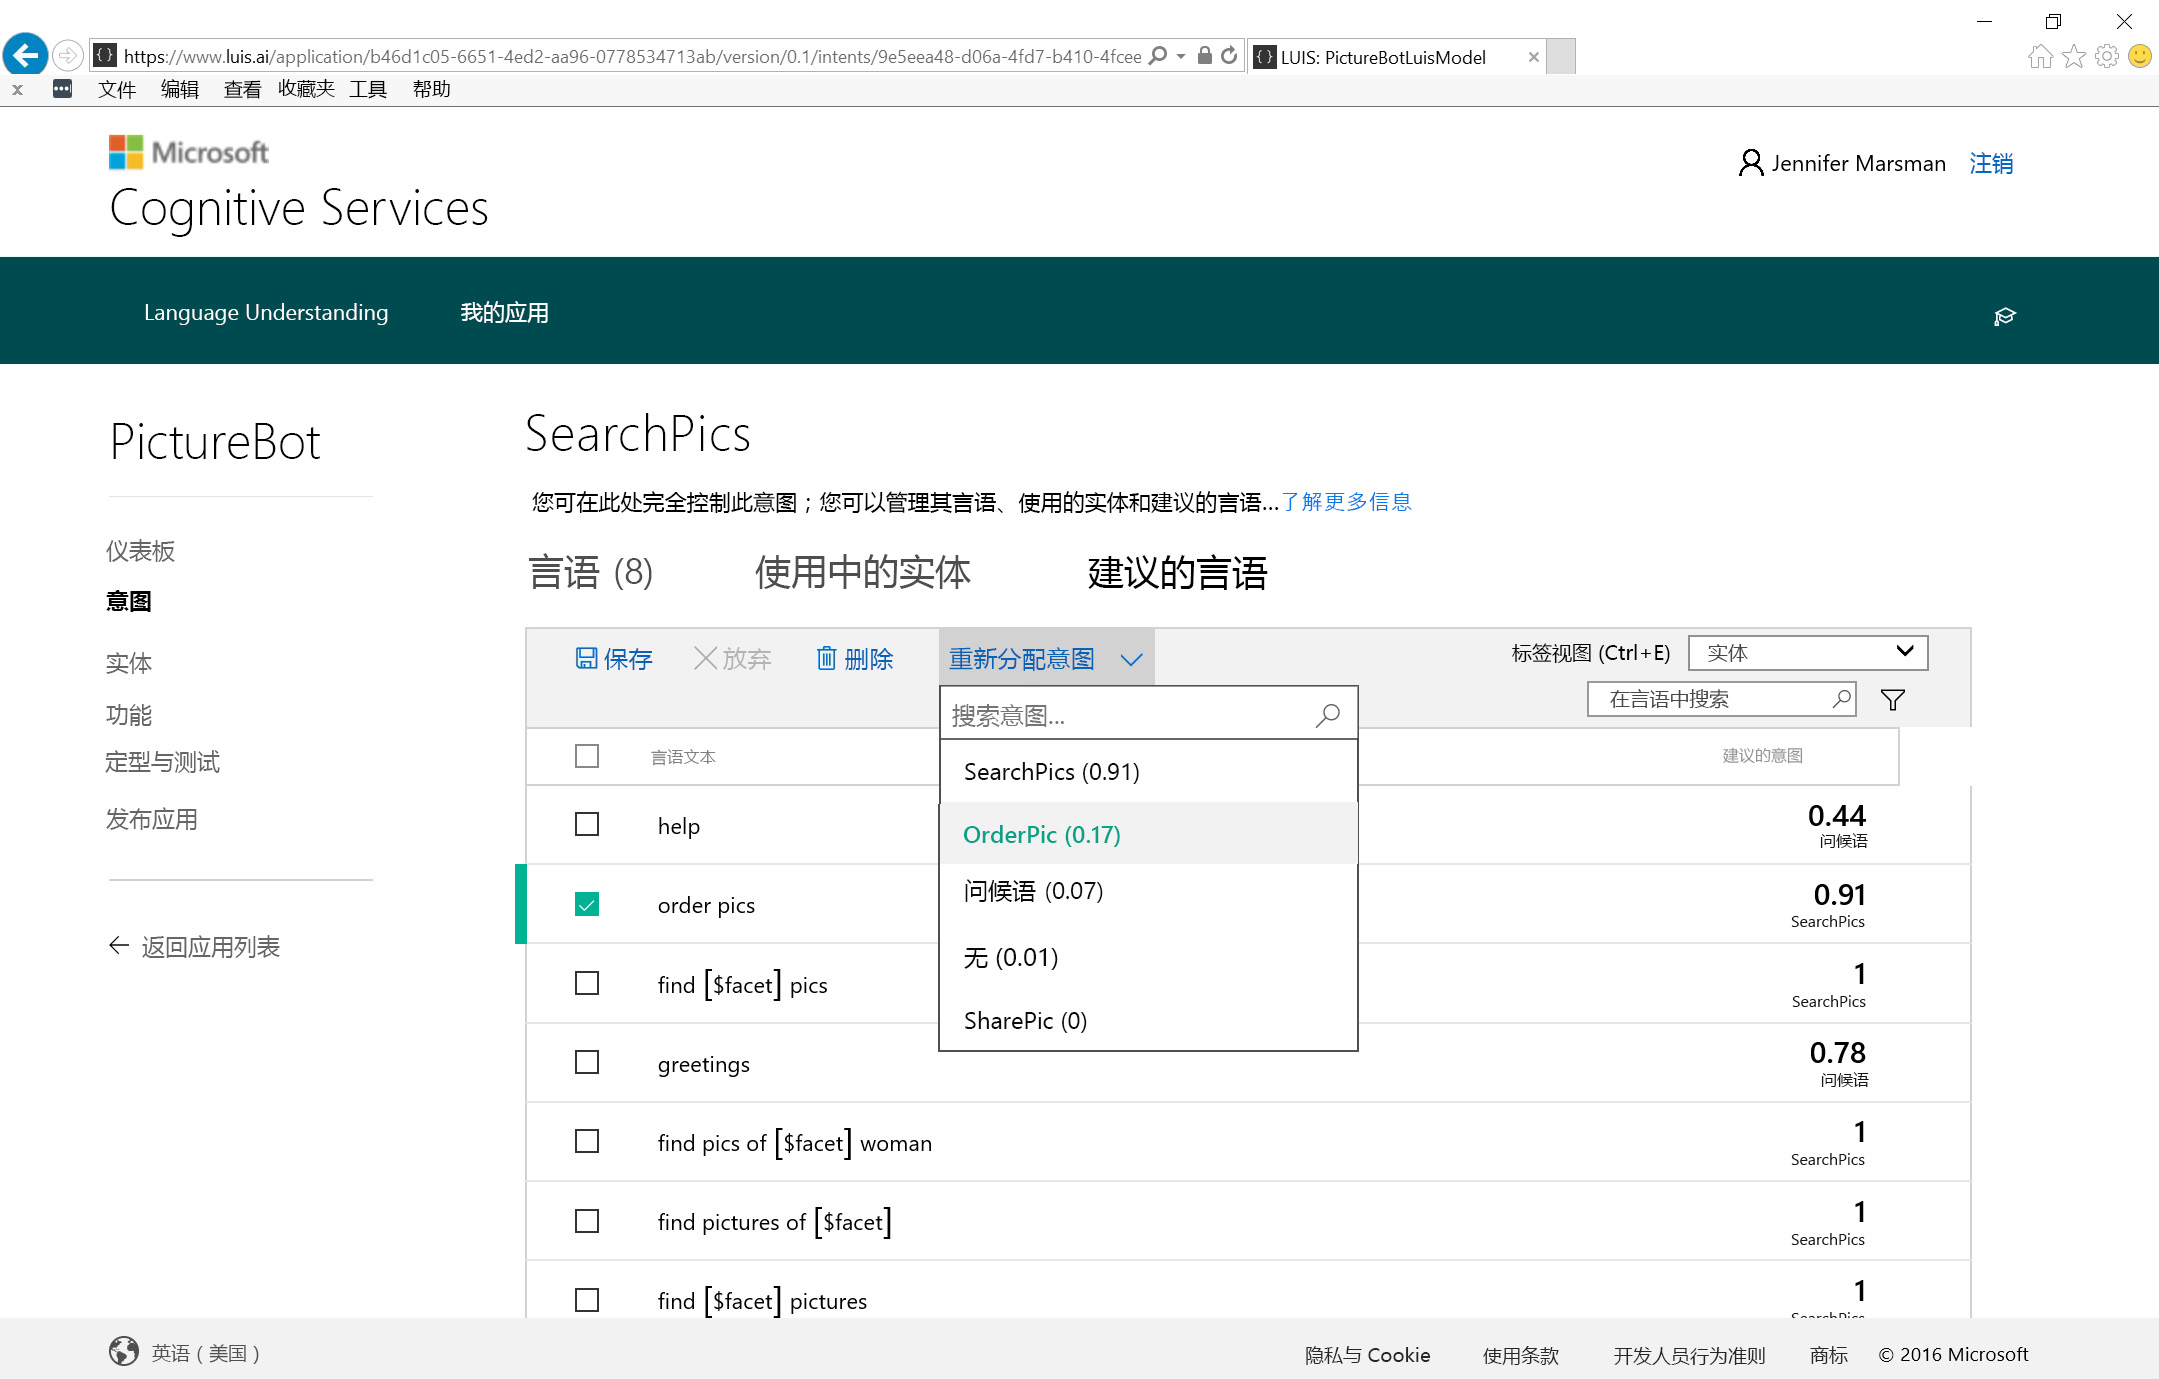 https://www.luis.ai/application/b46d1c05-6651-4ed2-aa96-0778534713ab/version/0.1/intents/9e5eea48-d06a-4fd7-b410-4fcee
LUIS: PictureBotLuisModel
文件 编辑 查看 收藏夹 工具 帮助
Microsoft
Cognitive Services
Jennifer Marsman 注销
Language Understanding 我的应用
PictureBot
仪表板
意图
实体
功能
定型与测试
发布应用
返回应用列表
SearchPics
您可在此处完全控制此意图；您可以管理其言语、使用的实体和建议的言语...了解更多信息
言语 (8) 使用中的实体 建议的言语
保存 放弃 删除 重新分配意图 标签视图 (Ctrl+E) 实体
在言语中搜索
搜索意图...
SearchPics (0.91)
OrderPic (0.17)
问候语 (0.07)
无 (0.01)
SharePic (0)
言语文本 建议的意图
help 0.44
问候语
order pics 0.91
SearchPics
find [$facet] pics 1
SearchPics
greetings 0.78
问候语
find pics of [$facet] woman 1
SearchPics
find pictures of [$facet] 1
SearchPics
find [$facet] pictures 1
SearchPics
英语（美国） 隐私与 Cookie 使用条款 开发人员行为准则 商标 © 2016 Microsoft